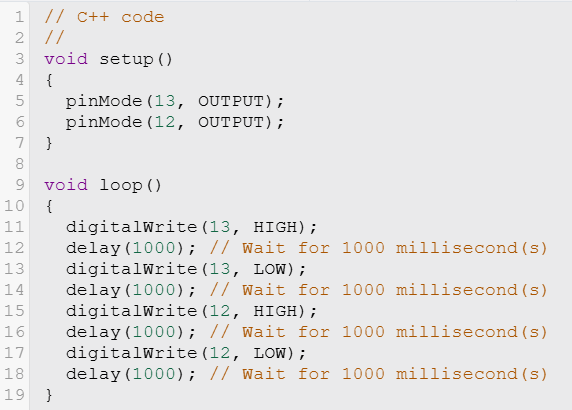 1 // C++ code
2 //
3 void setup()
4 {
5   pinMode(13, OUTPUT);
6   pinMode(12, OUTPUT);
7 }
8
9 void loop()
10 {
11   digitalWrite(13, HIGH);
12   delay(1000); // Wait for 1000 millisecond(s)
13   digitalWrite(13, LOW);
14   delay(1000); // Wait for 1000 millisecond(s)
15   digitalWrite(12, HIGH);
16   delay(1000); // Wait for 1000 millisecond(s)
17   digitalWrite(12, LOW);
18   delay(1000); // Wait for 1000 millisecond(s)
19 }